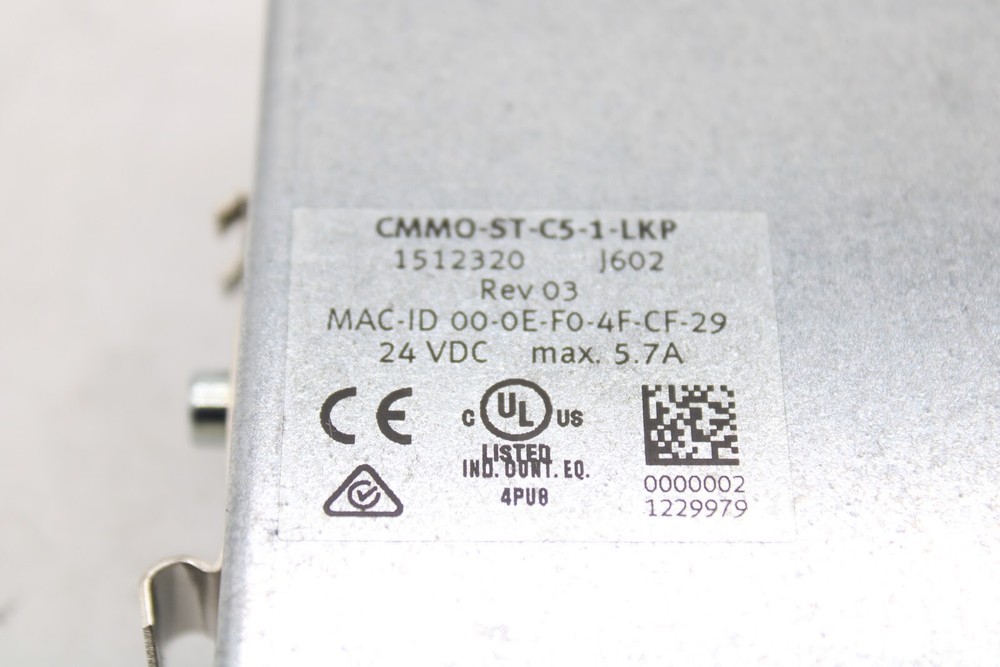 CMMO-ST-C5-1-LKP
1512320 J602
Rev 03
MAC-ID 00-0E-F0-4F-CF-29
24 VDC max. 5.7A
CE
C UL US
LISTED
IND. CONT. EQ.
4PU8
0000002
1229979